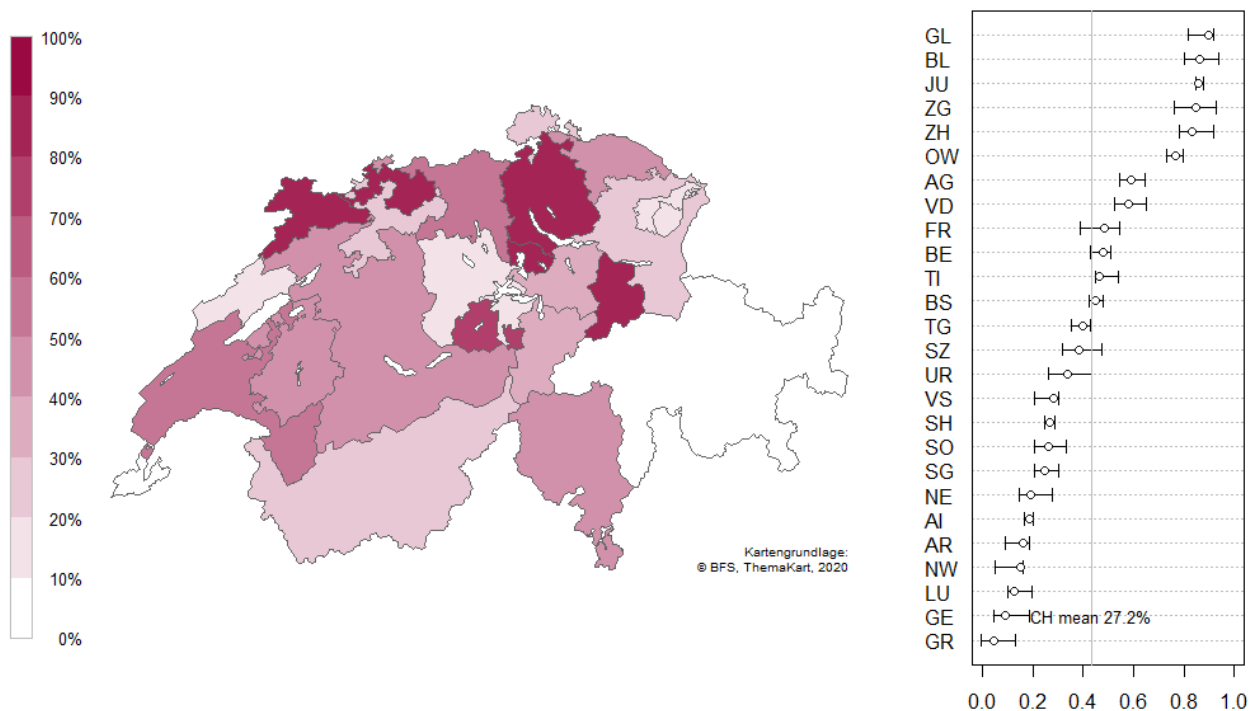 100%
90%
80%
70%
60%
50%
40%
30%
20%
10%
0%
Kartengrundlage:
© BFS, ThemaKart, 2020
GL
BL
JU
ZG
ZH
OW
AG
VD
FR
BE
TI
BS
TG
SZ
UR
VS
SH
SO
SG
NE
AI
AR
NW
LU
GE CH mean 27.2%
GR
0.0 0.2 0.4 0.6 0.8 1.0